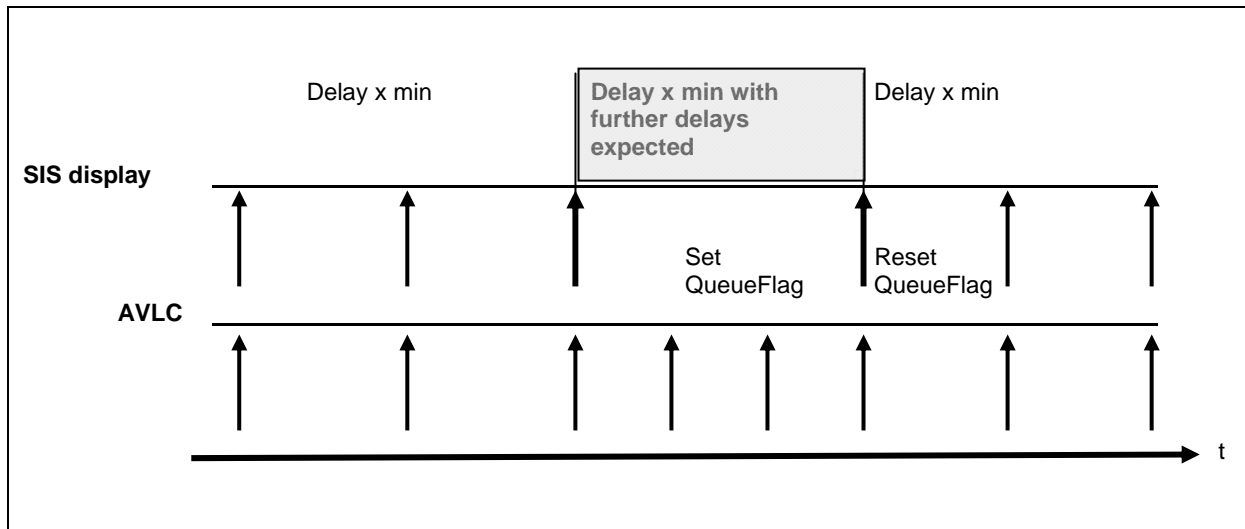 Delay x min
Delay x min with
further delays
expected
Delay x min
SIS display
Set
QueueFlag
Reset
QueueFlag
AVLC
t